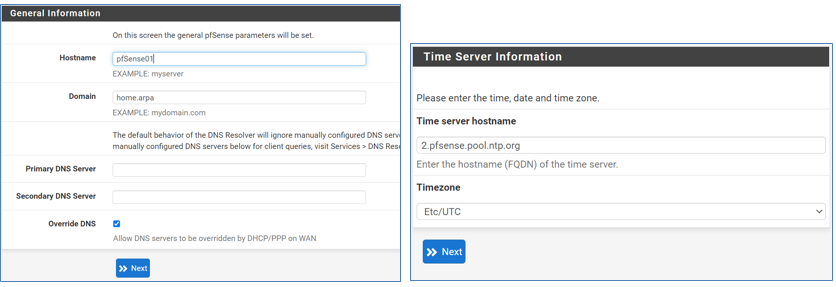 General Information
On this screen the general pfSense parameters will be set.
Hostname
pfSense01
EXAMPLE: myserver
Domain
home.arpa
EXAMPLE: mydomain.com
The default behavior of the DNS Resolver will ignore manually configured DNS serve
manually configured DNS servers below for client queries, visit Services > DNS Res
Primary DNS Server
Secondary DNS Server
Override DNS
Allow DNS servers to be overridden by DHCP/PPP on WAN
Next
Time Server Information
Please enter the time, date and time zone.
Time server hostname
2.pfsense.pool.ntp.org
Enter the hostname (FQDN) of the time server.
Timezone
Etc/UTC
Next